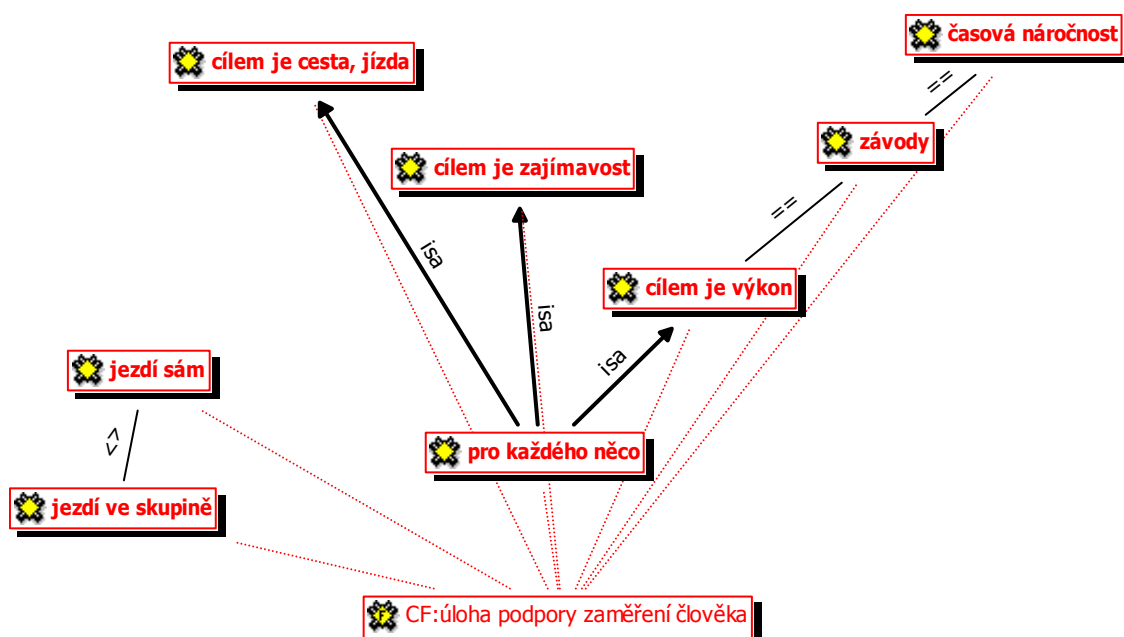 časová náročnost
cílem je cesta, jízda
==
závody
cílem je zajímavost
==
isa
cílem je výkon
isa
isa
jezdí sám
<>
pro každého něco
jezdí ve skupině
F
CF:úloha podpory zaměření člověka